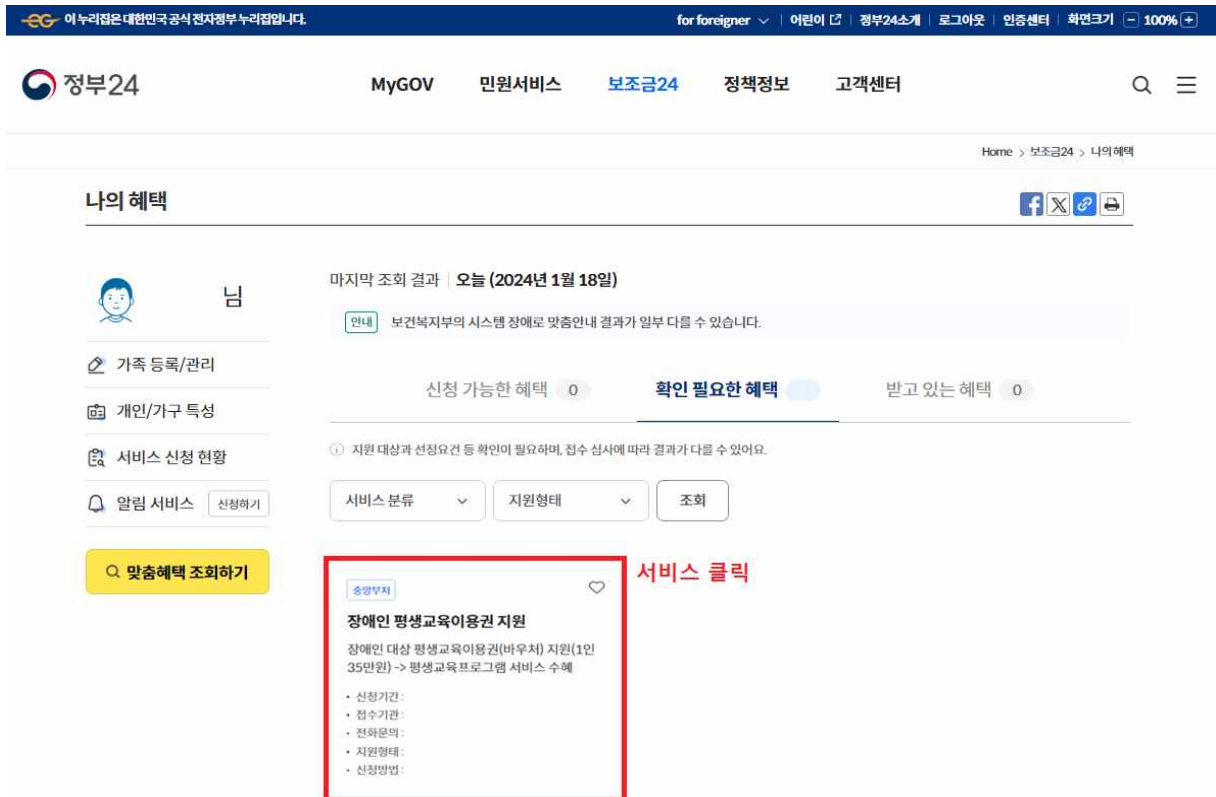 이 누리집은 대한민국 공식 전자정부 누리집입니다.
for foreigner 어린이 정부24소개 로그아웃 인증센터 화면크기 - 100% +
정부24
MyGOV 민원서비스 보조금24 정책정보 고객센터
Home > 보조금24 > 나의 혜택
나의 혜택
님
가족 등록/관리
개인/가구 특성
서비스 신청 현황
알림 서비스 신청하기
맞춤혜택 조회하기
마지막 조회 결과 오늘 (2024년 1월 18일)
안내 보건복지부의 시스템 장애로 맞춤안내 결과가 일부 다를 수 있습니다.
신청 가능한 혜택 0 확인 필요한 혜택 받고 있는 혜택 0
지원 대상과 선정요건 등 확인이 필요하며, 접수 심사에 따라 결과가 다를 수 있어요.
서비스 분류 지원형태 조회
서비스 클릭
중앙부처
장애인 평생교육이용권 지원
장애인 대상 평생교육이용권(바우처) 지원(1인
35만원) -> 평생교육프로그램 서비스 수혜
• 신청기간 :
• 접수기관 :
• 전화문의 :
• 지원형태 :
• 신청방법 :